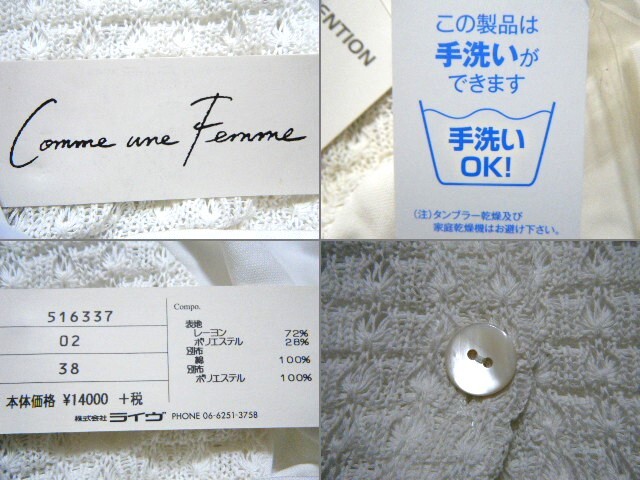 Comme une Femme
ENTION
この製品は
手洗いが
できます
手洗い
OK!
(注)タンブラー乾燥及び
家庭乾燥機はお避け下さい。
516337
02
38
本体価格 ¥14000 +税
Compo.
表地
レーヨン 72%
ポリエステル 28%
別布
綿 100%
別布
ポリエステル 100%
株式会社 ライヴ PHONE 06-6251-3758